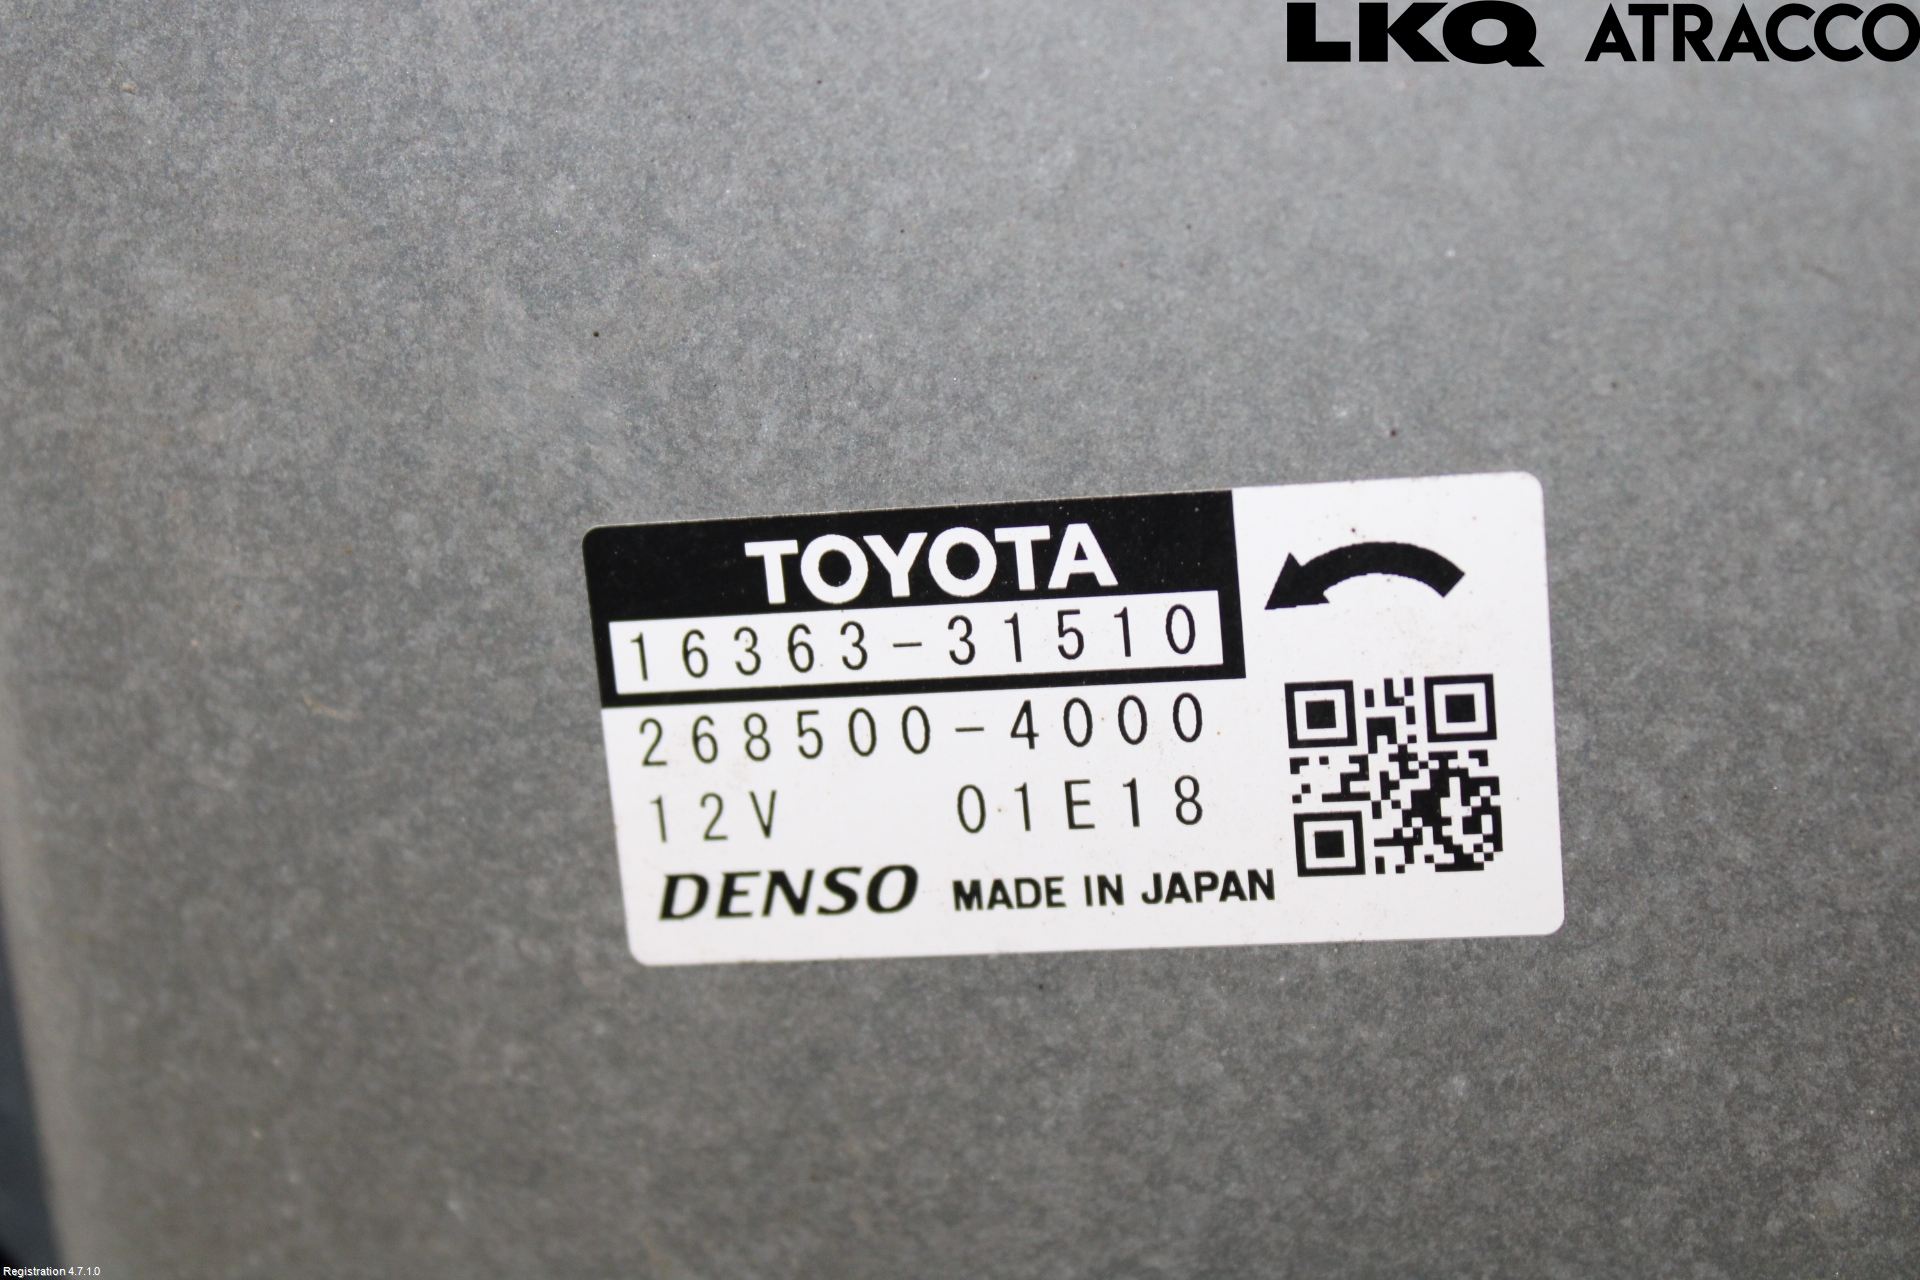 LKQ ATRACCO
TOYOTA
16363-31510
268500-4000
12V 01E18
DENSO MADE IN JAPAN
Registration 4.7.1.0